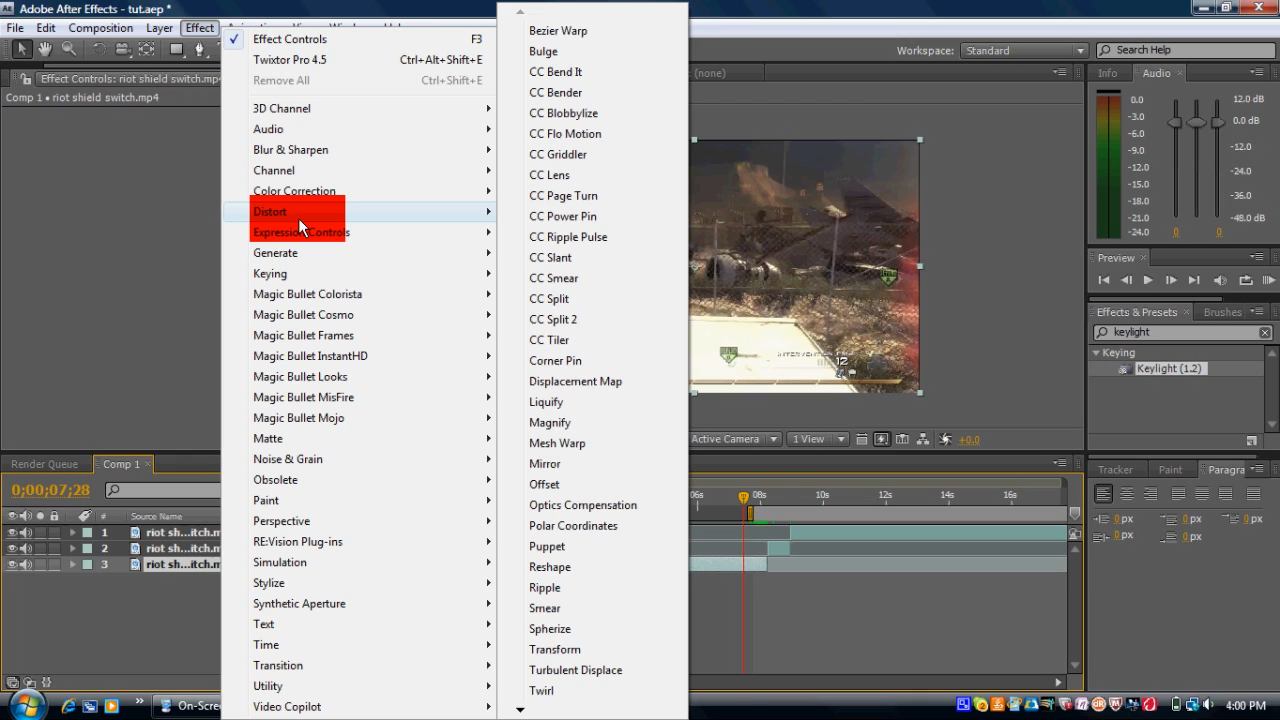 Adobe After Effects - tut.aep *
File
Edit
Composition
Layer
Effect
Effect Controls F3
Twixtor Pro 4.5 Ctrl+Alt+Shift+E
Remove All Ctrl+Shift+E
3D Channel
Audio
Blur & Sharpen
Channel
Color Correction
Distort
Expression Controls
Generate
Keying
Magic Bullet Colorista
Magic Bullet Cosmo
Magic Bullet Frames
Magic Bullet InstantHD
Magic Bullet Looks
Magic Bullet MisFire
Magic Bullet Mojo
Matte
Noise & Grain
Obsolete
Paint
Perspective
RE:Vision Plug-ins
Simulation
Stylize
Synthetic Aperture
Text
Time
Transition
Utility
Video Copilot
Bezier Warp
Bulge
CC Bend It
CC Bender
CC Blobbylize
CC Flo Motion
CC Griddler
CC Lens
CC Page Turn
CC Power Pin
CC Ripple Pulse
CC Slant
CC Smear
CC Split
CC Split 2
CC Tiler
Corner Pin
Displacement Map
Liquify
Magnify
Mesh Warp
Mirror
Offset
Optics Compensation
Polar Coordinates
Puppet
Reshape
Ripple
Smear
Spherize
Transform
Turbulent Displace
Twirl
Effect Controls: riot shield switch.mp4
Comp 1 • riot shield switch.mp4
Workspace: Standard
Search Help
(none)
Info
Audio
0.0
-3.0
-6.0
-9.0
-12.0
-15.0
-18.0
-21.0
-24.0
12.0 dB
0.0 dB
-12.0
-24.0
-36.0
-48.0 dB
0
0
Preview
Effects & Presets
Brushes
keylight
Keying
Keylight (1.2)
INTERVENTION
12
Active Camera
1 View
+0.0
Render Queue
Comp 1
0;00;07;28
# Source Name
1 riot sh...itch.m
2 riot sh...itch.m
3 riot sh...itch.m
06s
08s
10s
12s
14s
16s
Tracker
Paint
Paragra
0 px
0 px
0 px
0 px
0 px
On-Scree
4:00 PM